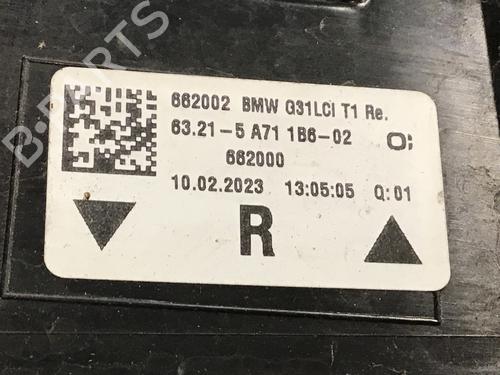 662002 BMW G31LCI T1 Re.
63.21-5 A71 1B6-02 O;
662000
10.02.2023 13:05:05 Q:01
R
B-PARTS